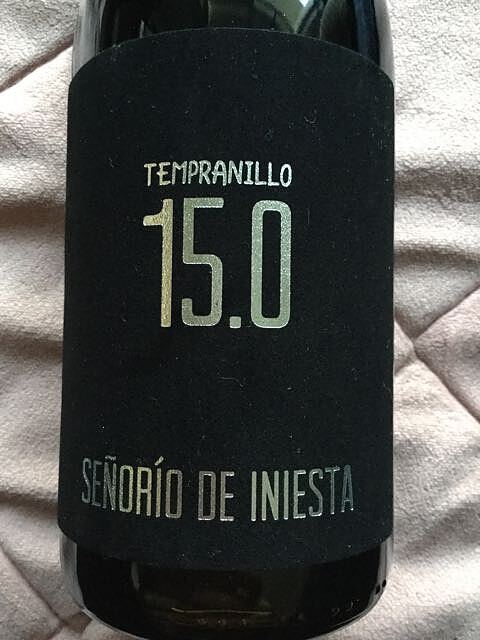 TEMPRANILLO
15.0
SEÑORÍO DE INIESTA